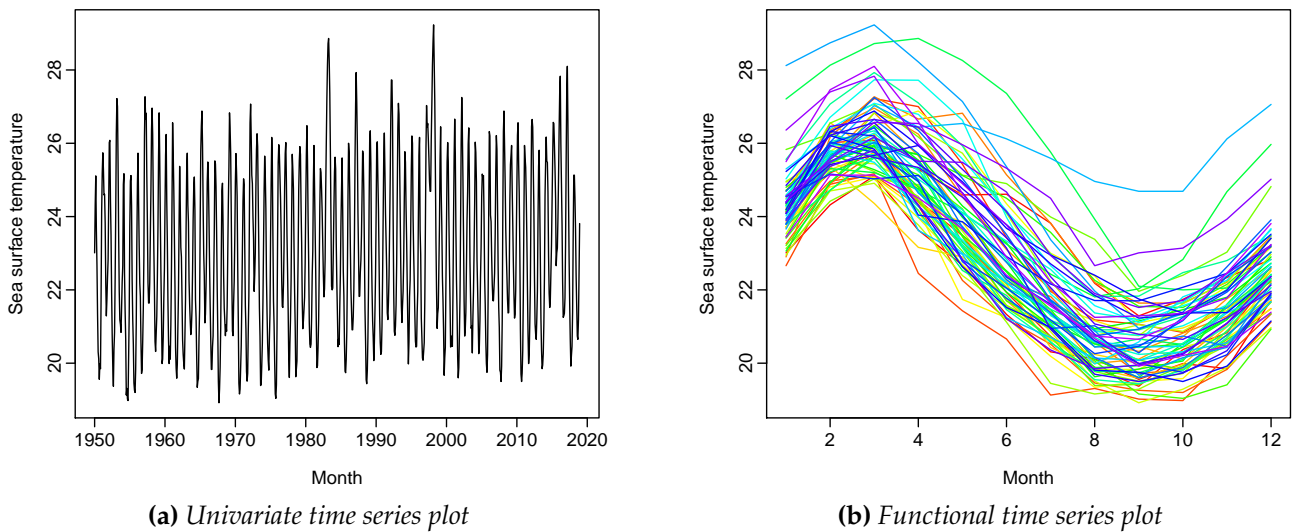 Sea surface temperature
28
26
24
22
20
1950 1960 1970 1980 1990 2000 2010 2020
Month
(a) Univariate time series plot
Sea surface temperature
28
26
24
22
20
2 4 6 8 10 12
Month
(b) Functional time series plot